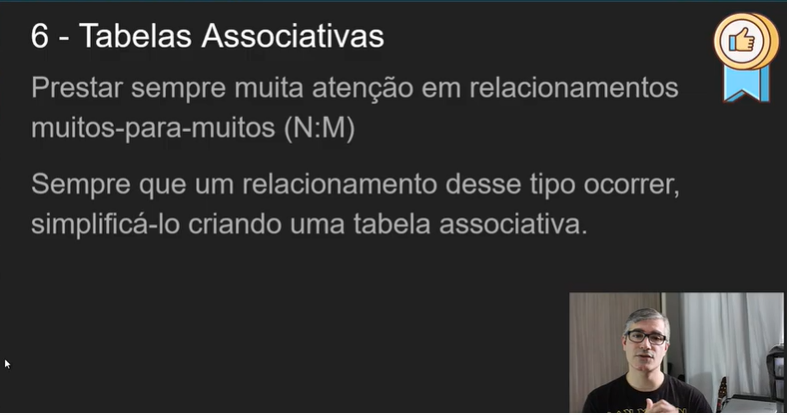 6 - Tabelas Associativas
Prestar sempre muita atenção em relacionamentos
muitos-para-muitos (N:M)
Sempre que um relacionamento desse tipo ocorrer,
simplificá-lo criando uma tabela associativa.